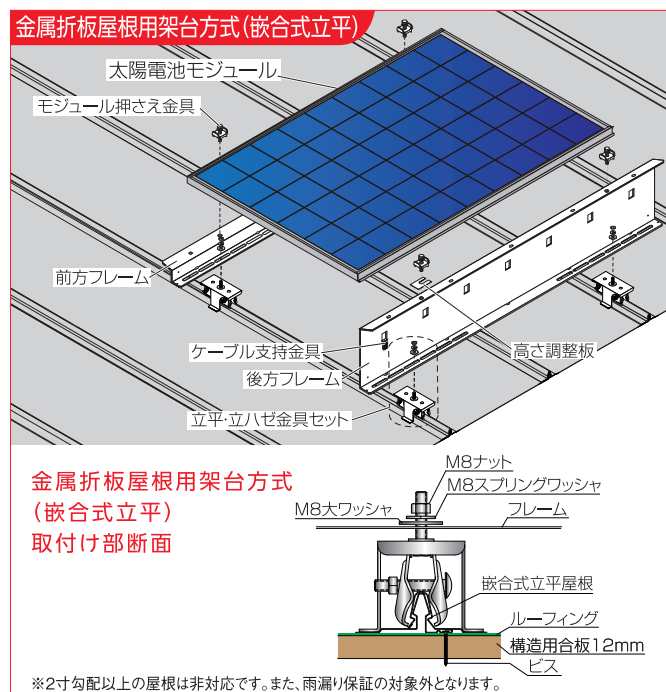 金属折板屋根用架台方式(嵌合式立平)
太陽電池モジュール
モジュール押さえ金具
前方フレーム
ケーブル支持金具
高さ調整板
後方フレーム
立平・立ハゼ金具セット
金属折板屋根用架台方式
(嵌合式立平)
取付け部断面
M8ナット
M8スプリングワッシャ
M8大ワッシャ
フレーム
嵌合式立平屋根
ルーフィング
構造用合板12mm
ビス
※2寸勾配以上の屋根は非対応です。また、雨漏り保証の対象外となります。